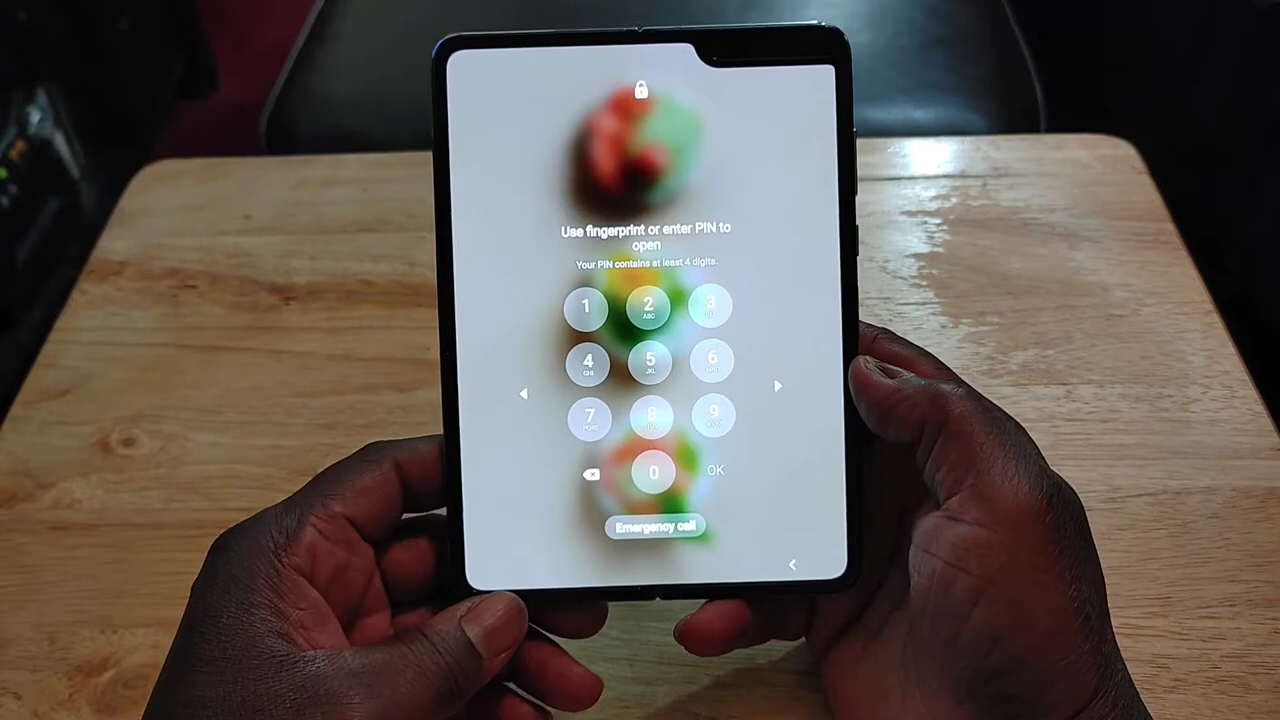 Use fingerprint or enter PIN to
open
Your PIN contains at least 4 digits.
1 2 3
ABC
4 5 6
GHI JKL
7 8 9
0 OK
Emergency call